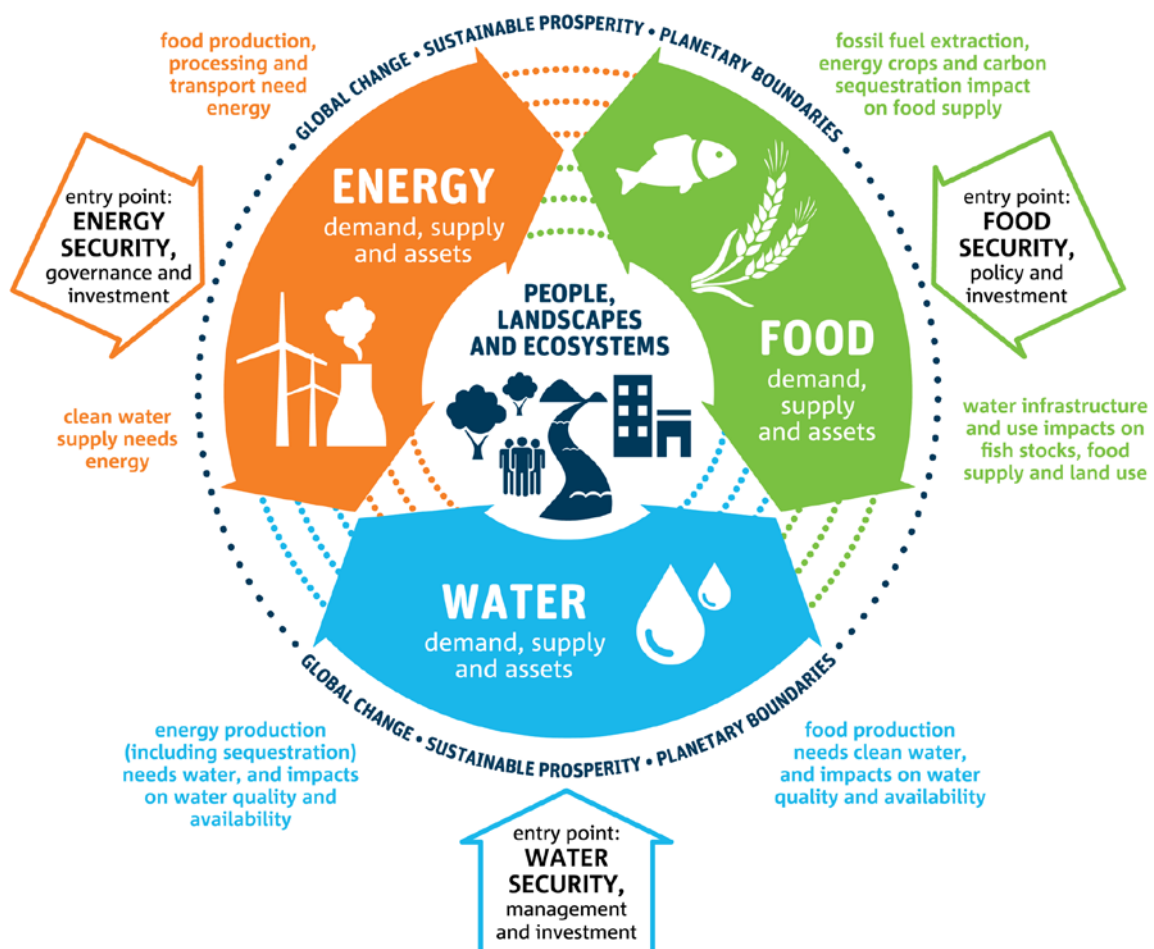 GLOBAL CHANGE • SUSTAINABLE PROSPERITY • PLANETARY BOUNDARIES
food production,
processing and
transport need
energy
fossil fuel extraction,
energy crops and carbon
sequestration impact
on food supply
entry point:
ENERGY
SECURITY,
governance and
investment
ENERGY
demand, supply
and assets
entry point:
FOOD
SECURITY,
policy and
investment
PEOPLE,
LANDSCAPES
AND ECOSYSTEMS
FOOD
demand,
supply
and assets
clean water
supply needs
energy
water infrastructure
and use impacts on
fish stocks, food
supply and land use
WATER
demand, supply
and assets
GLOBAL CHANGE • SUSTAINABLE PROSPERITY • PLANETARY BOUNDARIES
energy production
(including sequestration)
needs water, and impacts
on water quality and
availability
food production
needs clean water,
and impacts on water
quality and availability
entry point:
WATER
SECURITY,
management
and investment